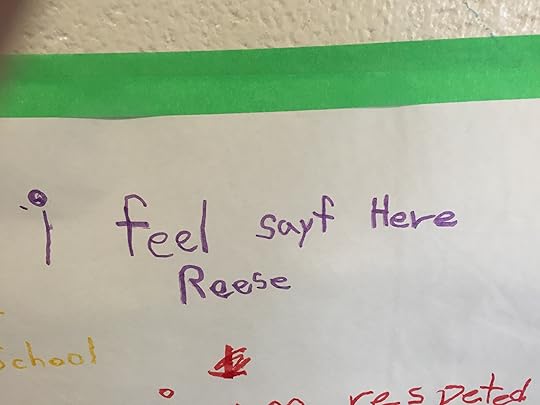 i feel sayf Here
Reese
School
respeted